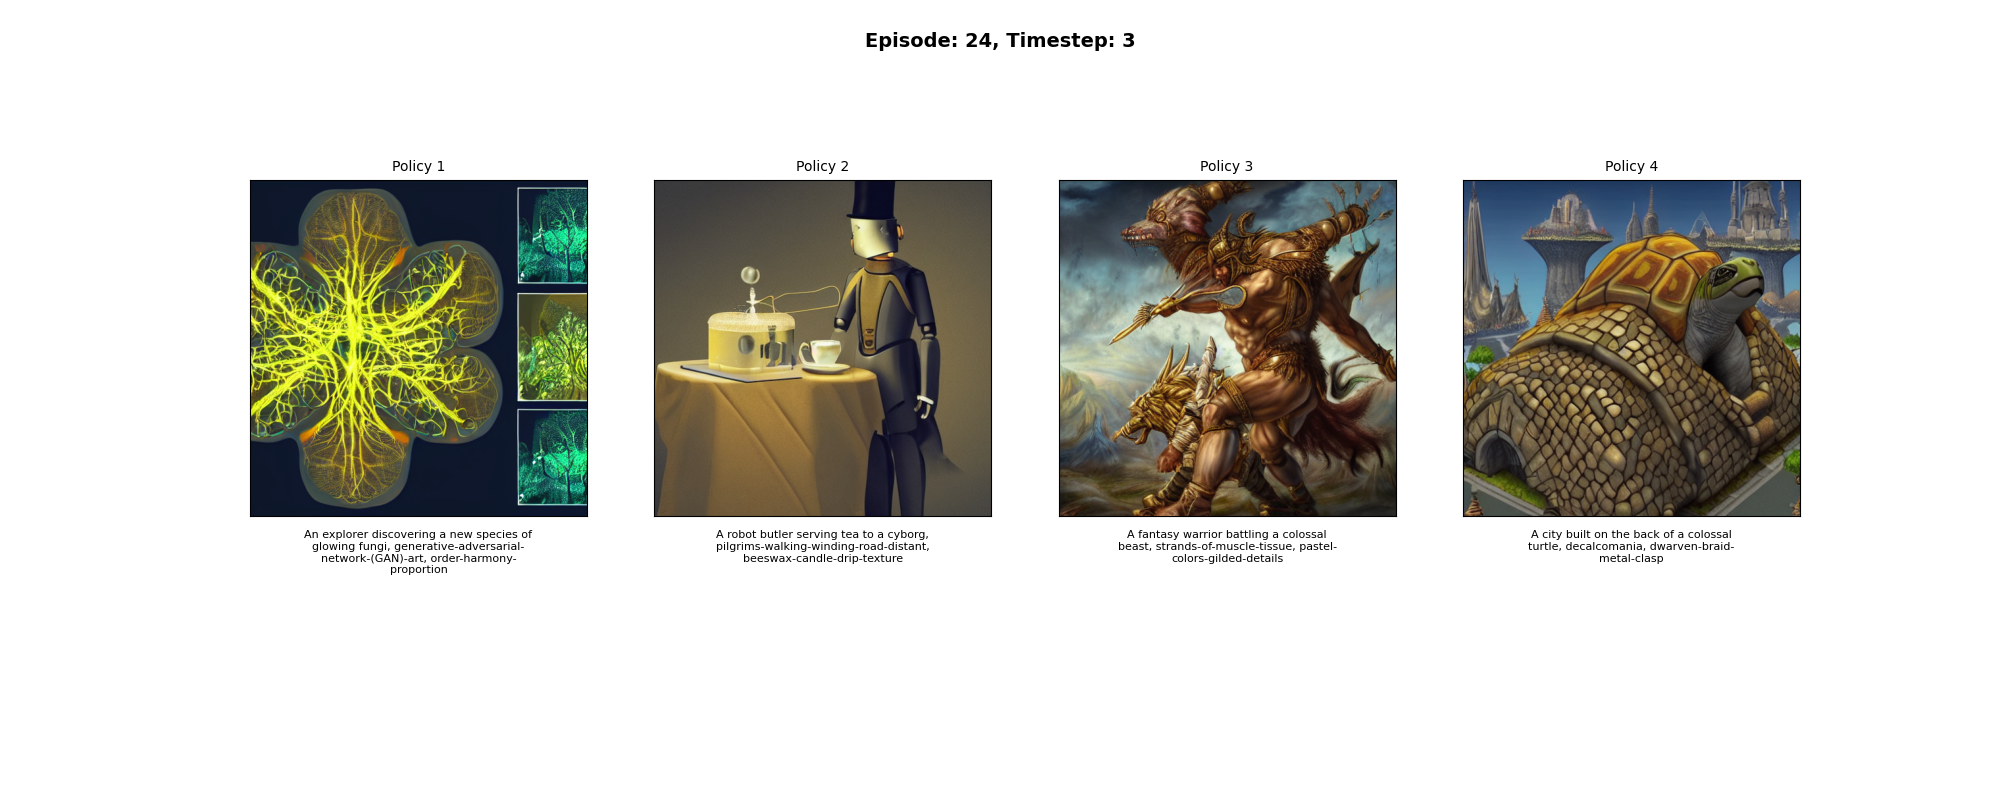 Episode: 24, Timestep: 3
Policy 1
Policy 2
Policy 3
Policy 4
An explorer discovering a new species of
glowing fungi, generative-adversarial-
network-(GAN)-art, order-harmony-
proportion
A robot butler serving tea to a cyborg,
pilgrims-walking-winding-road-distant,
beeswax-candle-drip-texture
A fantasy warrior battling a colossal
beast, strands-of-muscle-tissue, pastel-
colors-gilded-details
A city built on the back of a colossal
turtle, decalcomania, dwarven-braid-
metal-clasp